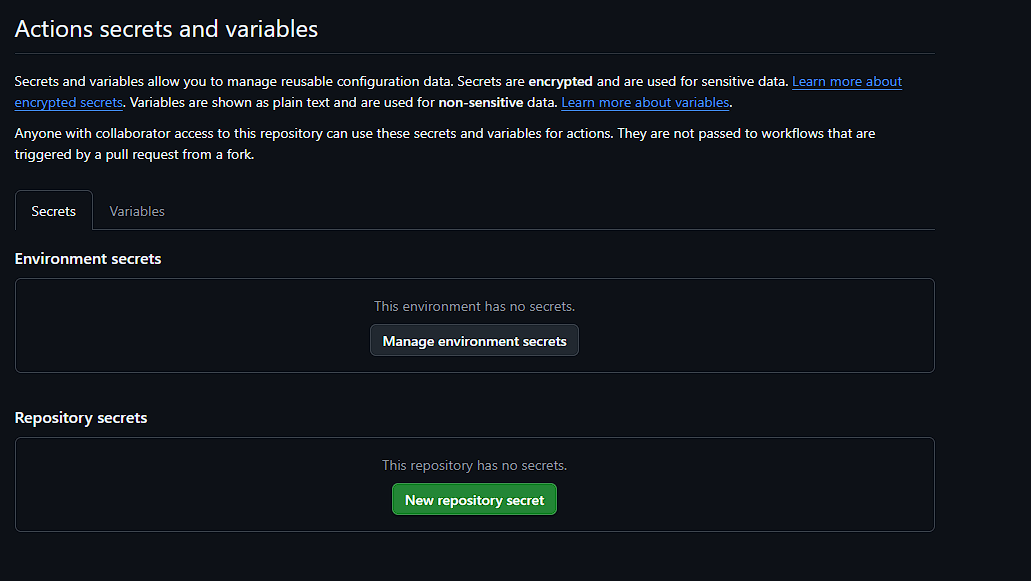 Actions secrets and variables
Secrets and variables allow you to manage reusable configuration data. Secrets are encrypted and are used for sensitive data. Learn more about
encrypted secrets. Variables are shown as plain text and are used for non-sensitive data. Learn more about variables.
Anyone with collaborator access to this repository can use these secrets and variables for actions. They are not passed to workflows that are
triggered by a pull request from a fork.
Secrets Variables
Environment secrets
This environment has no secrets.
Manage environment secrets
Repository secrets
This repository has no secrets.
New repository secret